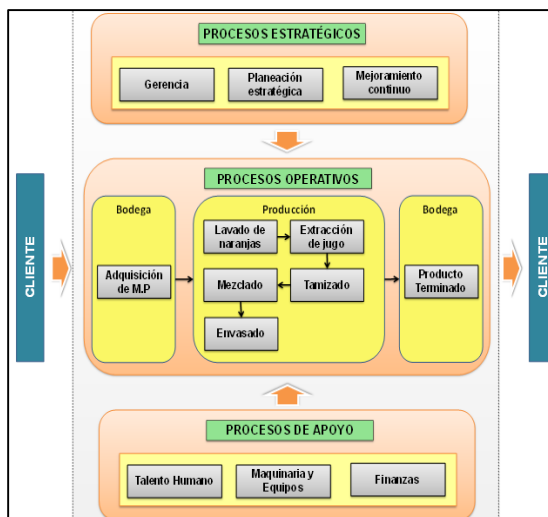 PROCESOS ESTRATÉGICOS
Gerencia
Planeación
estratégica
Mejoramiento
continuo
CLIENTE
PROCESOS OPERATIVOS
Bodega
Adquisición
de M.P
Producción
Lavado de
naranjas
Extracción
de jugo
Mezclado
Tamizado
Envasado
Bodega
Producto
Terminado
CLIENTE
PROCESOS DE APOYO
Talento Humano
Maquinaria y
Equipos
Finanzas